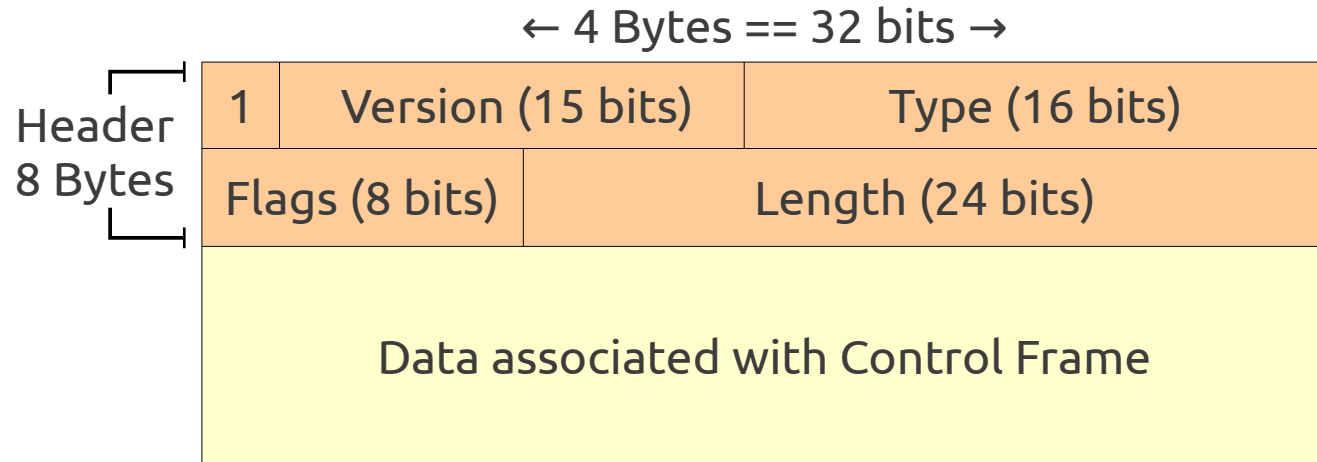 ← 4 Bytes == 32 bits →
Header
8 Bytes
1
Version (15 bits)
Type (16 bits)
Flags (8 bits)
Length (24 bits)
Data associated with Control Frame